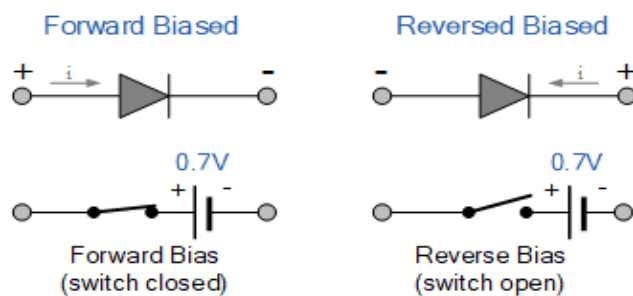 Forward Biased
Reversed Biased
+ i -
- i +
0.7V
0.7V
+ -
+ -
Forward Bias
(switch closed)
Reverse Bias
(switch open)